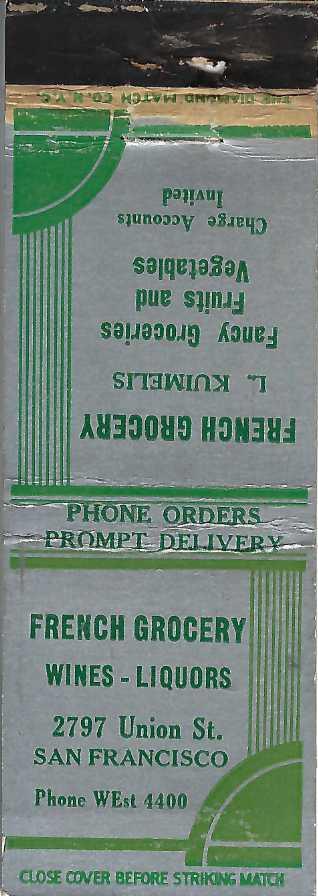 THE DIAMOND MATCH CO. N.Y.C.
FRENCH GROCERY
L. KUIMELIS
Fancy Groceries
Fruits and
Vegetables
Charge Accounts
Invited
PHONE ORDERS
PROMPT DELIVERY
FRENCH GROCERY
WINES - LIQUORS
2797 Union St.
SAN FRANCISCO
Phone WEst 4400
CLOSE COVER BEFORE STRIKING MATCH